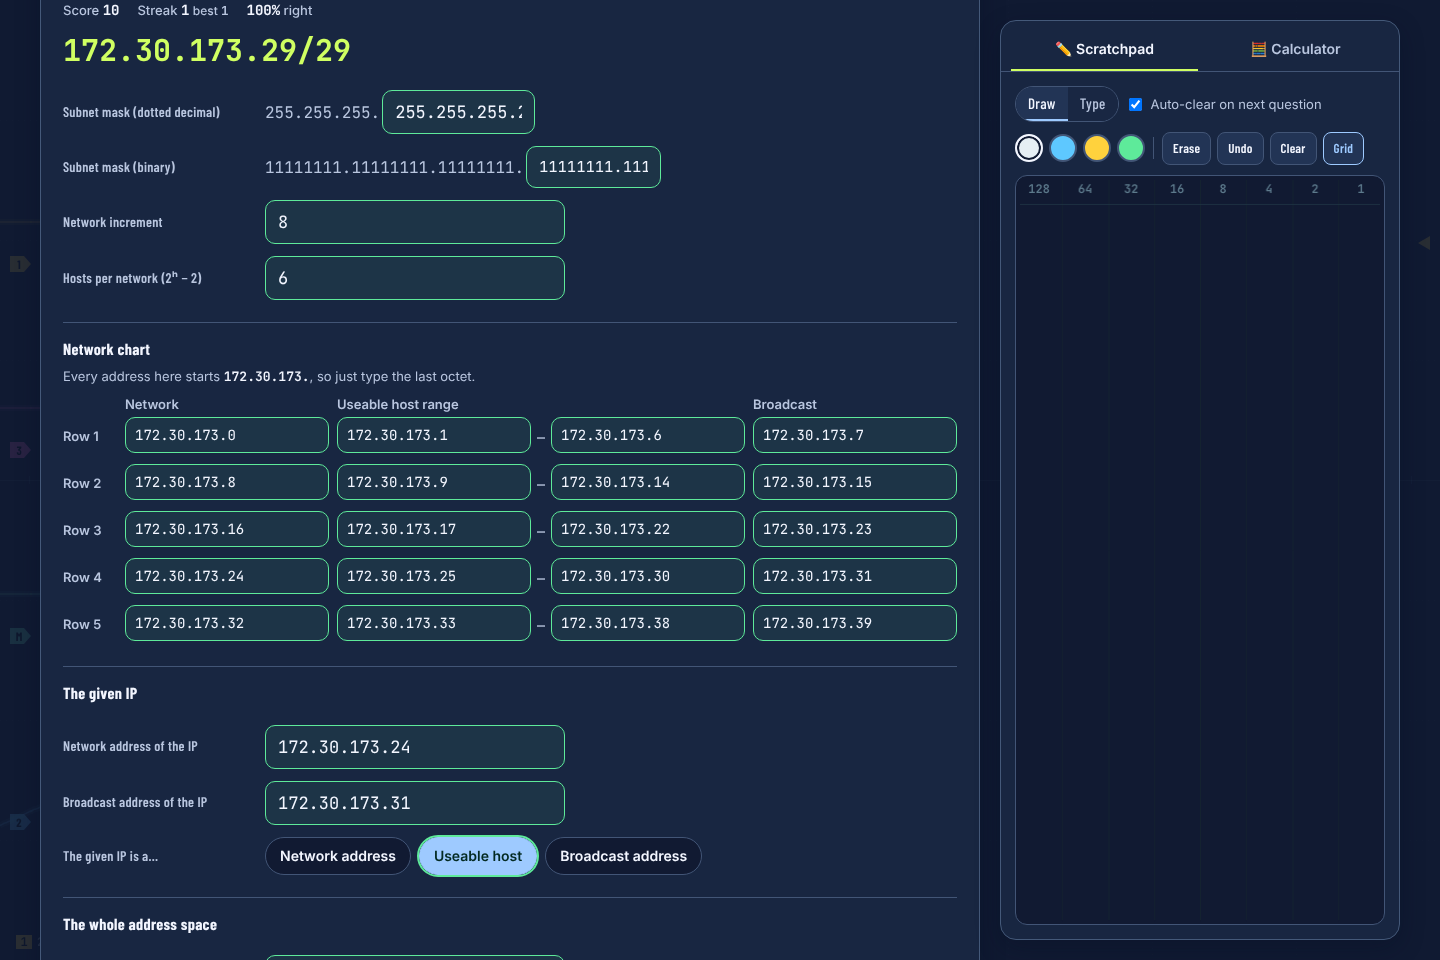 Score 10 Streak 1 best 1 100% right
172.30.173.29/29
Subnet mask (dotted decimal) 255.255.255. 255.255.255.2
Subnet mask (binary) 11111111.11111111.11111111. 11111111.111
Network increment 8
Hosts per network (2ʰ − 2) 6
Network chart
Every address here starts 172.30.173., so just type the last octet.
Network Useable host range Broadcast
Row 1 172.30.173.0 172.30.173.1 – 172.30.173.6 172.30.173.7
Row 2 172.30.173.8 172.30.173.9 – 172.30.173.14 172.30.173.15
Row 3 172.30.173.16 172.30.173.17 – 172.30.173.22 172.30.173.23
Row 4 172.30.173.24 172.30.173.25 – 172.30.173.30 172.30.173.31
Row 5 172.30.173.32 172.30.173.33 – 172.30.173.38 172.30.173.39
The given IP
Network address of the IP 172.30.173.24
Broadcast address of the IP 172.30.173.31
The given IP is a... Network address Useable host Broadcast address
The whole address space
Scratchpad Calculator
Draw Type Auto-clear on next question
Erase Undo Clear Grid
128 64 32 16 8 4 2 1
1
3
M
2
1